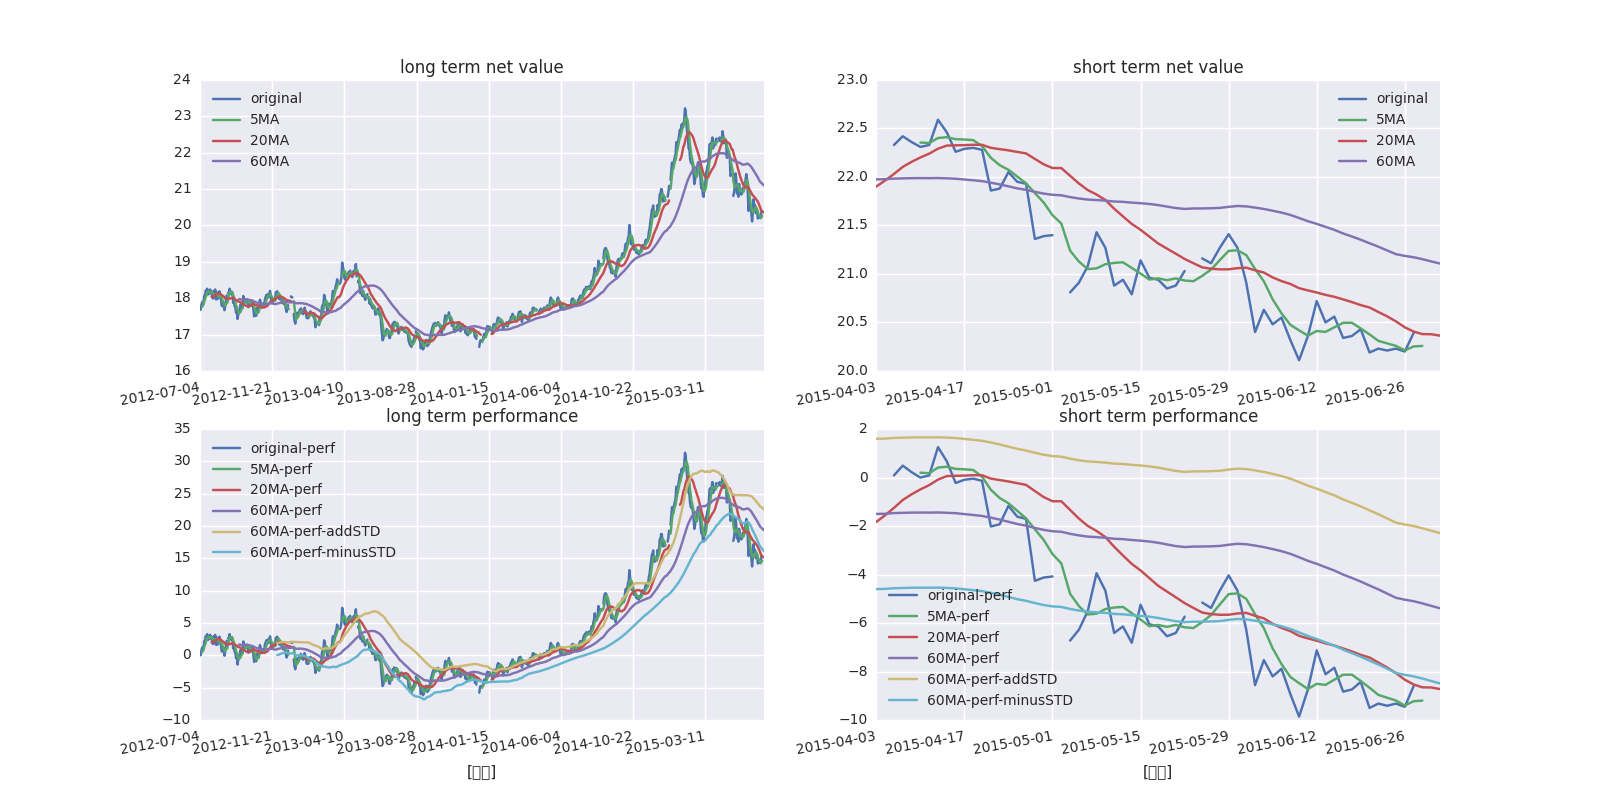 long term net value
24
23
22
21
20
19
18
17
16
original
5MA
20MA
60MA
2012-07-04
2012-11-21
2013-04-10
2013-08-28
2014-01-15
2014-06-04
2014-10-22
2015-03-11
short term net value
23.0
22.5
22.0
21.5
21.0
20.5
20.0
original
5MA
20MA
60MA
2015-04-03
2015-04-17
2015-05-01
2015-05-15
2015-05-29
2015-06-12
2015-06-26
long term performance
35
30
25
20
15
10
5
0
−5
−10
original-perf
5MA-perf
20MA-perf
60MA-perf
60MA-perf-addSTD
60MA-perf-minusSTD
2012-07-04
2012-11-21
2013-04-10
2013-08-28
2014-01-15
2014-06-04
2014-10-22
2015-03-11
short term performance
2
0
−2
−4
−6
−8
−10
original-perf
5MA-perf
20MA-perf
60MA-perf
60MA-perf-addSTD
60MA-perf-minusSTD
2015-04-03
2015-04-17
2015-05-01
2015-05-15
2015-05-29
2015-06-12
2015-06-26